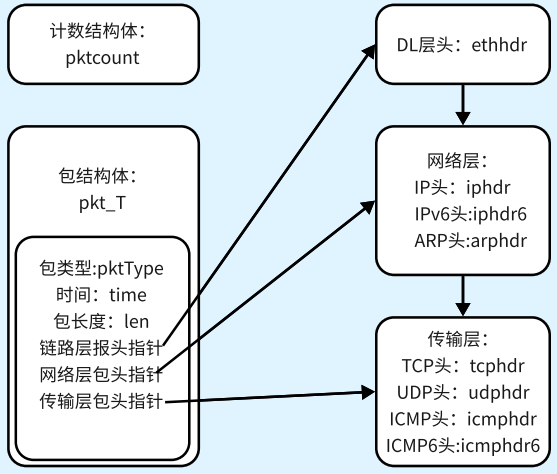 计数结构体：
pktcount
包结构体：
pkt_T
包类型:pktType
时间：time
包长度：len
链路层报头指针
网络层包头指针
传输层包头指针
DL层头：ethhdr
网络层：
IP头：iphdr
IPv6头:iphdr6
ARP头:arphdr
传输层：
TCP头：tcphdr
UDP头：udphdr
ICMP头：icmphdr
ICMP6头:icmphdr6